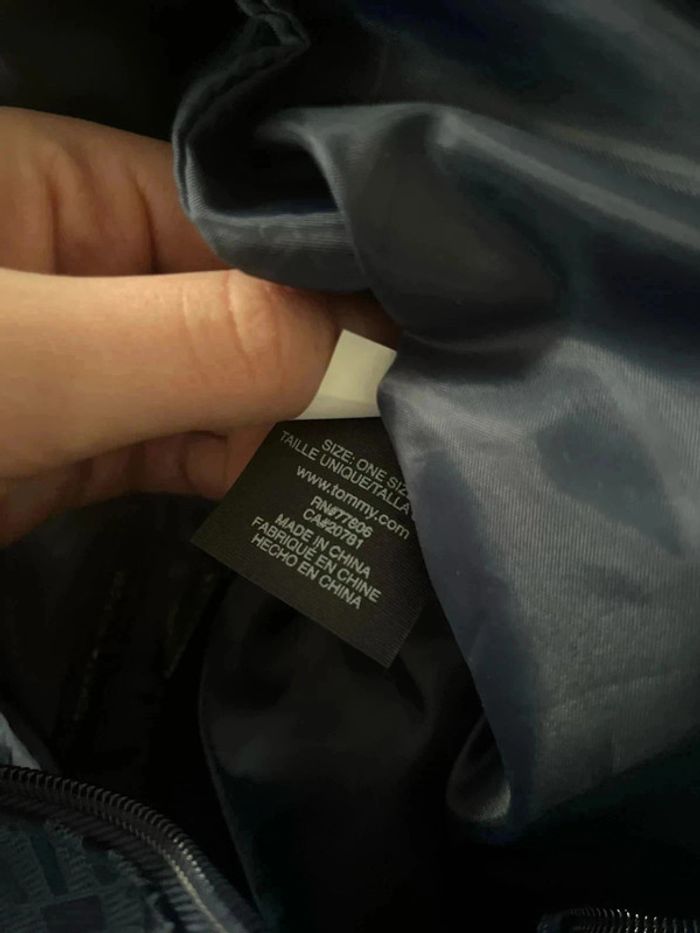 SIZE: ONE SIZ
TAILLE UNIQUE/TALLA
www.tommy.com
RN#77806
CA#20781
MADE IN CHINA
FABRIQUÉ EN CHINE
HECHO EN CHINA